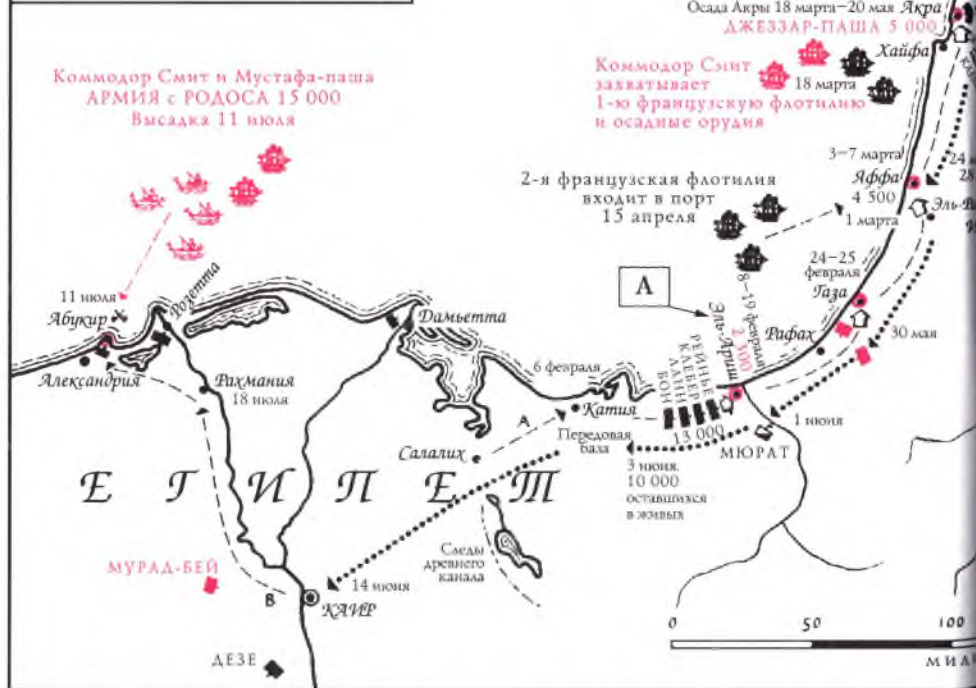 Осада Акры 18 марта–20 мая Акра
ДЖЕЗЗАР-ПАША 5 000
Хайфа
Коммодор Смит и Мустафа-паша
АРМИЯ с РОДОСА 15 000
Высадка 11 июля
Коммодор Смит
захватывает
1-ю французскую флотилию
и осадные орудия
18 марта
3–7 марта
Яффа
4 500
1 марта
2-я французская флотилия
входит в порт
15 апреля
24–25
февраля
Газа
30 мая
А
8–19 февраля
2 300
Эль-Ариш
Рафах
11 июля
Абукир
Розетта
Дамьетта
Александрия
Рахмания
18 июля
6 февраля
Катия
А
Салалих
Передовая
база
РЕЙНЬЕ
КЛЕБЕР
ЛАНН
БОН
13 000
1 июня
МЮРАТ
3 июня.
10 000
оставшихся
в живых
ЕГИПЕТ
Следы
древнего
канала
МУРАД-БЕЙ
В
14 июня
КАИР
ДЕЗЕ
0 50 100